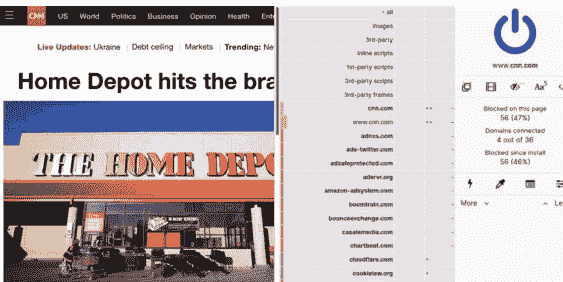 CNN US World Politics Business Opinion Health
Live Updates: Ukraine | Debt ceiling | Markets | Trending: Ne
Home Depot hits the bra
THE HOME DEPO
all
images
3rd-party
inline scripts
1st-party scripts
3rd-party scripts
3rd-party frames
cnn.com ++ –
www.cnn.com ++ –
adnxs.com
ads-twitter.com
adsafeprotected.com
adsrvr.org
amazon-adsystem.com
boomtrain.com
bounceexchange.com
casalemedia.com
chartbeat.com
cloudflare.com
cookielaw.org
www.cnn.com
Blocked on this page
56 (47%)
Domains connected
4 out of 36
Blocked since install
56 (46%)
More Le